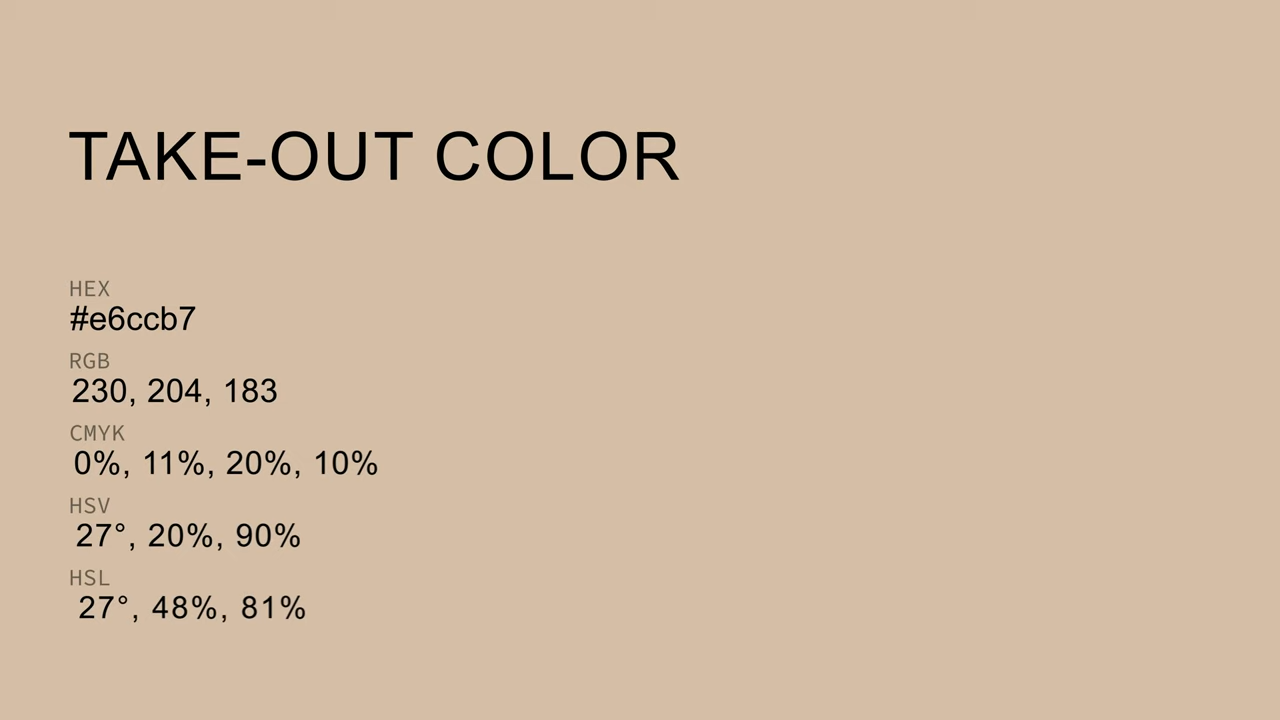 TAKE-OUT COLOR
HEX
#e6ccb7
RGB
230, 204, 183
CMYK
0%, 11%, 20%, 10%
HSV
27°, 20%, 90%
HSL
27°, 48%, 81%